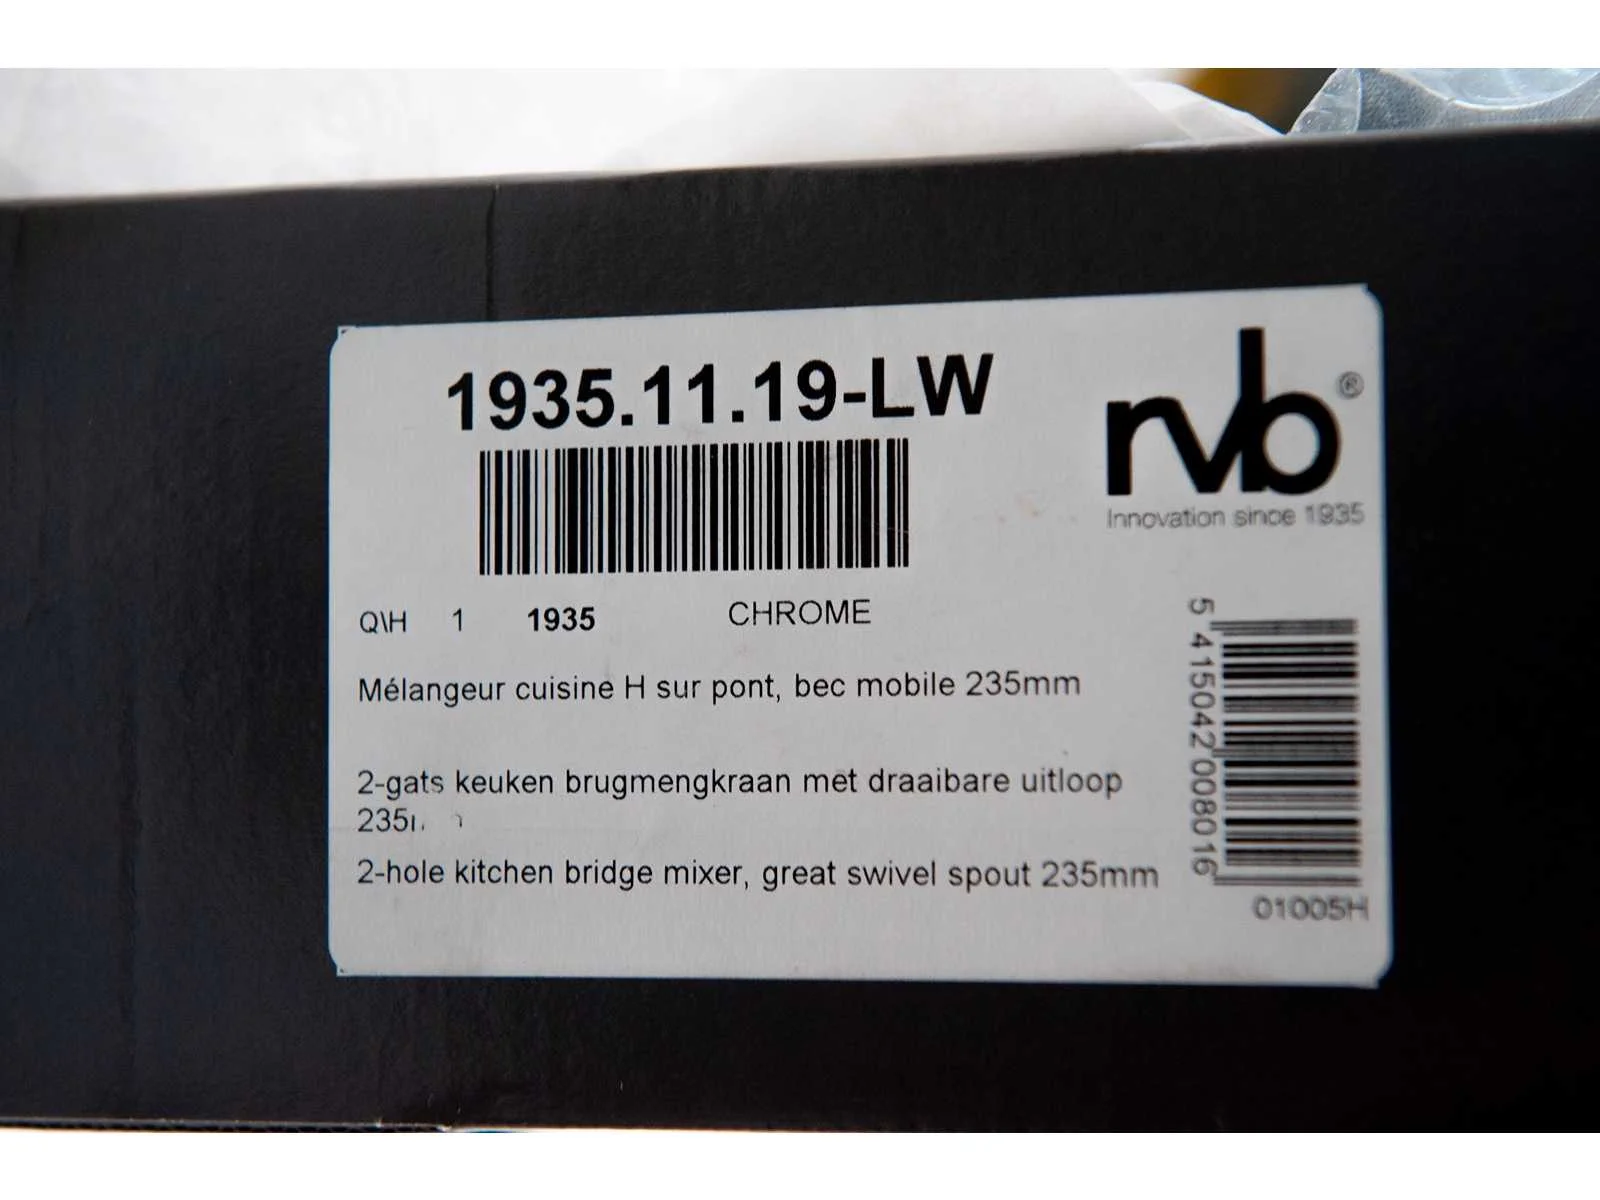 1935.11.19-LW
rvb®
Innovation since 1935
Q\H 1 1935 CHROME
Mélangeur cuisine H sur pont, bec mobile 235mm
2-gats keuken brugmengkraan met draaibare uitloop
2-hole kitchen bridge mixer, great swivel spout 235mm
5 415042 008016
01005H